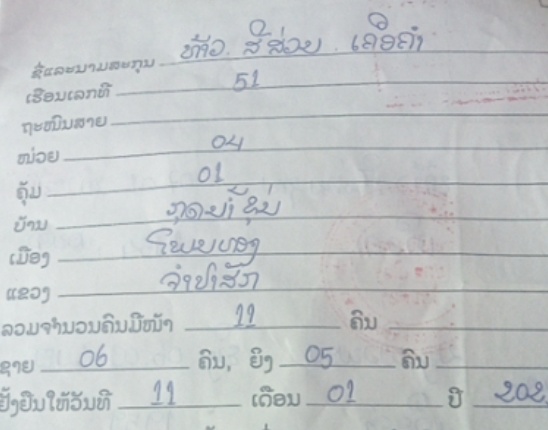 ຊື່ແລະນາມສະກຸນ ທ້າວ ສີສ່ວຍ ເຄືອຄຳ
ເຮືອນເລກທີ 51
ຖະໜົນສາຍ
ໜ່ວຍ 04
ຄຸ້ມ 01
ບ້ານ ກຸດຍາຂຸ່ນ
ເມືອງ ໂພນທອງ
ແຂວງ ຈຳປາສັກ
ລວມຈຳນວນຄົນມີໜ້າ 11 ຄົນ
ຊາຍ 06 ຄົນ, ຍິງ 05 ຄົນ
ຢັ້ງຢືນໃຫ້ວັນທີ 11 ເດືອນ 01 ປີ 202